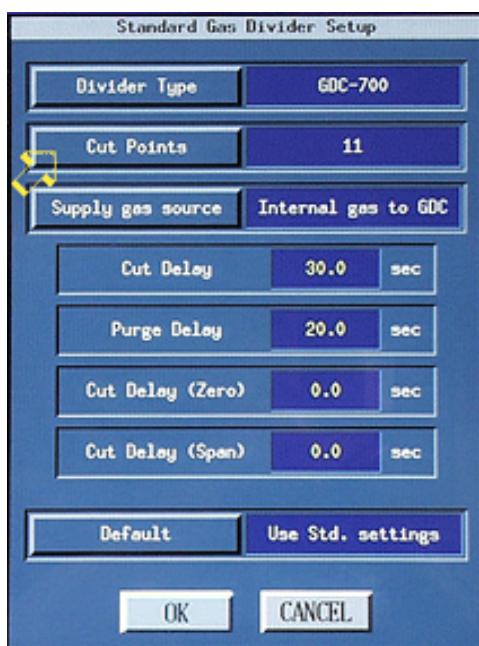 Standard Gas Divider Setup
Divider Type GDC-700
Cut Points 11
Supply gas source Internal gas to GDC
Cut Delay 30.0 sec
Purge Delay 20.0 sec
Cut Delay (Zero) 0.0 sec
Cut Delay (Span) 0.0 sec
Default Use Std. settings
OK CANCEL